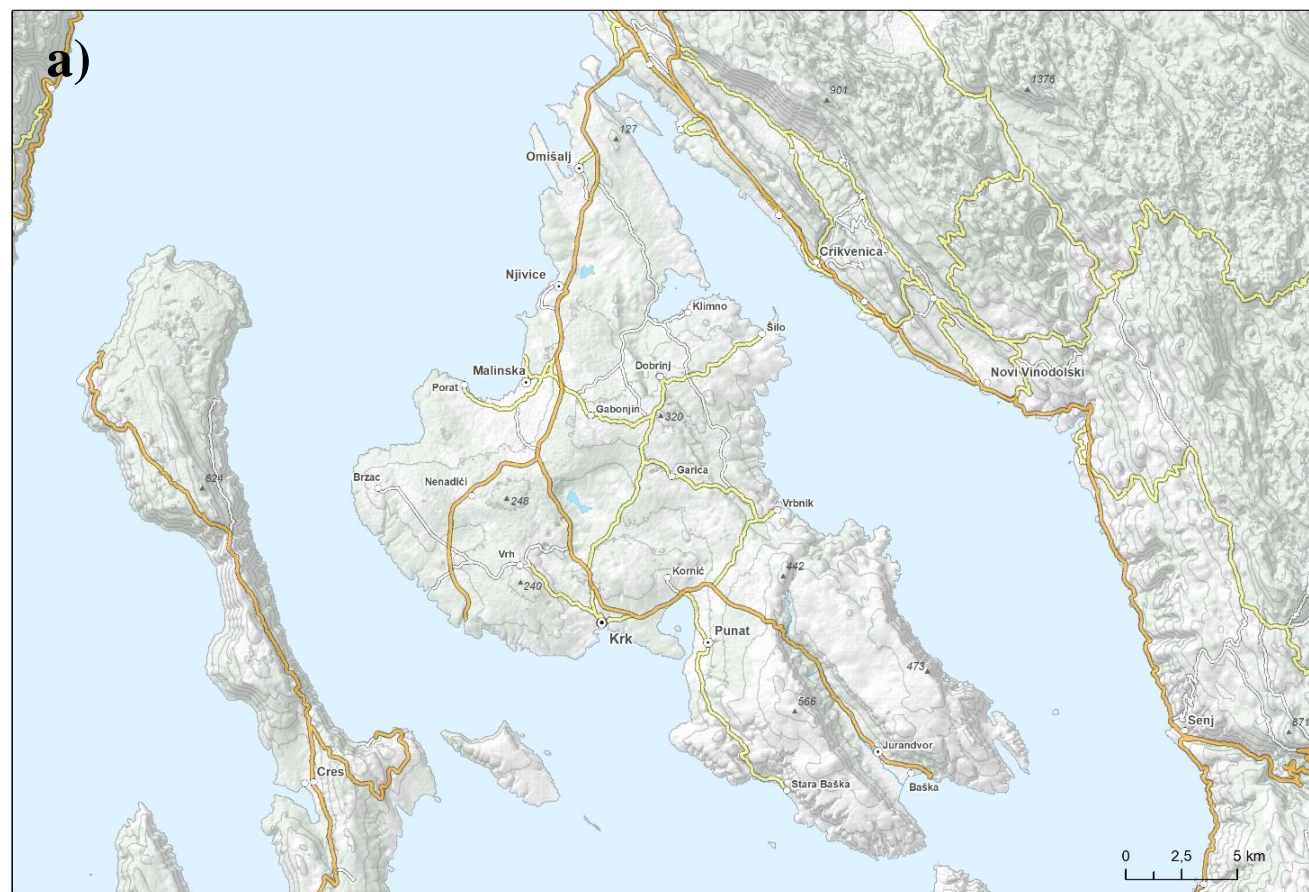 a)
1376
901
127
Omišalj
Crikvenica
Njivice
Klimno
Šilo
Dobrinj
Malinska
Novi Vinodolski
Porat
Gabonjin
320
Garica
Brzac
624
Nenadići
248
Vrbnik
Vrh
Kornić
442
249
Krk
Punat
473
566
Senj
871
Jurandvor
Cres
Stara Baška
Baška
0 2,5 5 km